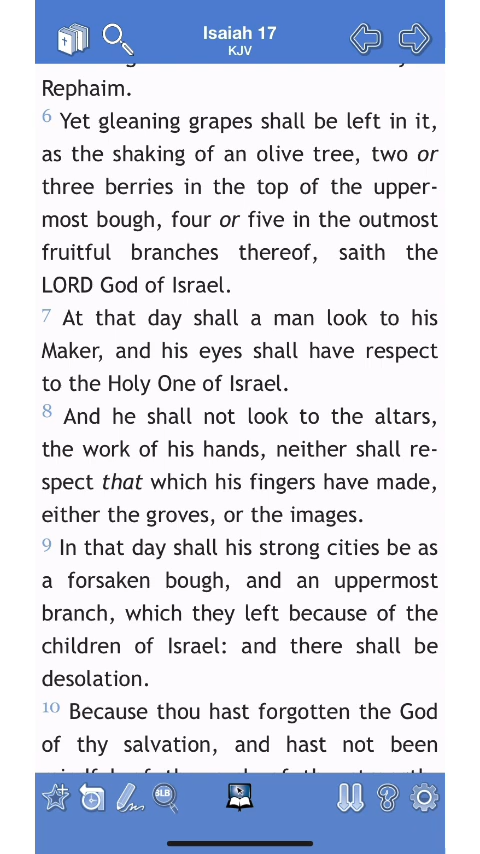 Isaiah 17
KJV
Rephaim.
6 Yet gleaning grapes shall be left in it,
as the shaking of an olive tree, two or
three berries in the top of the upper-
most bough, four or five in the outmost
fruitful branches thereof, saith the
LORD God of Israel.
7 At that day shall a man look to his
Maker, and his eyes shall have respect
to the Holy One of Israel.
8 And he shall not look to the altars,
the work of his hands, neither shall re-
spect that which his fingers have made,
either the groves, or the images.
9 In that day shall his strong cities be as
a forsaken bough, and an uppermost
branch, which they left because of the
children of Israel: and there shall be
desolation.
10 Because thou hast forgotten the God
of thy salvation, and hast not been
BLB